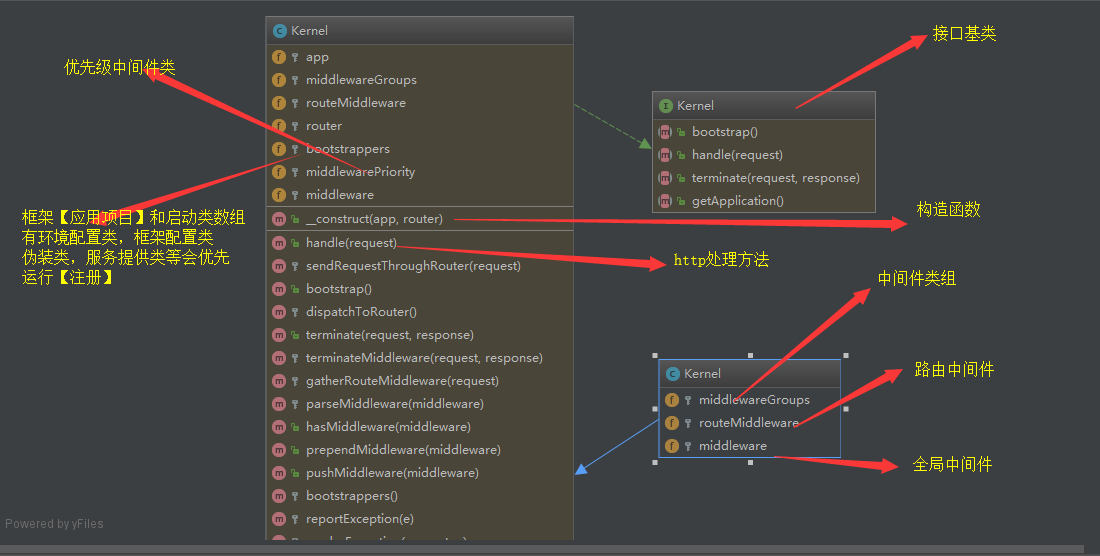 Kernel
app
middlewareGroups
routeMiddleware
router
bootstrappers
middlewarePriority
middleware
__construct(app, router)
handle(request)
sendRequestThroughRouter(request)
bootstrap()
dispatchToRouter()
terminate(request, response)
terminateMiddleware(request, response)
gatherRouteMiddleware(request)
parseMiddleware(middleware)
hasMiddleware(middleware)
prependMiddleware(middleware)
pushMiddleware(middleware)
bootstrappers()
reportException(e)
优先级中间件类
框架【应用项目】和启动类数组
有环境配置类，框架配置类
伪装类，服务提供类等会优先
运行【注册】
接口基类
Kernel
bootstrap()
handle(request)
terminate(request, response)
getApplication()
构造函数
http处理方法
中间件类组
Kernel
middlewareGroups
routeMiddleware
middleware
路由中间件
全局中间件
Powered by yFiles